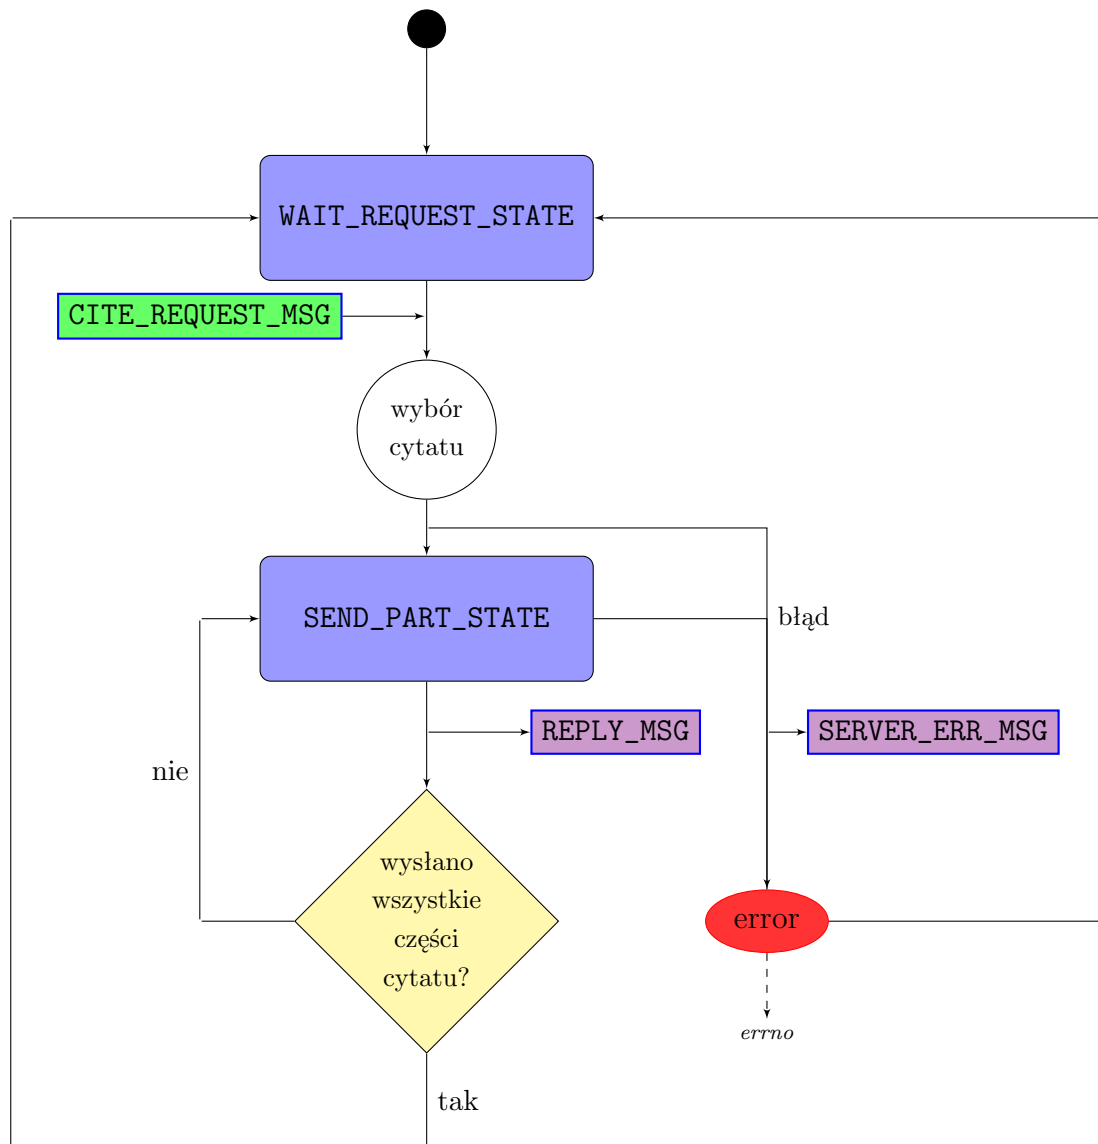 WAIT_REQUEST_STATE
CITE_REQUEST_MSG
wybór
cytatu
SEND_PART_STATE
błąd
REPLY_MSG
SERVER_ERR_MSG
nie
wysłano
wszystkie
części
cytatu?
error
errno
tak